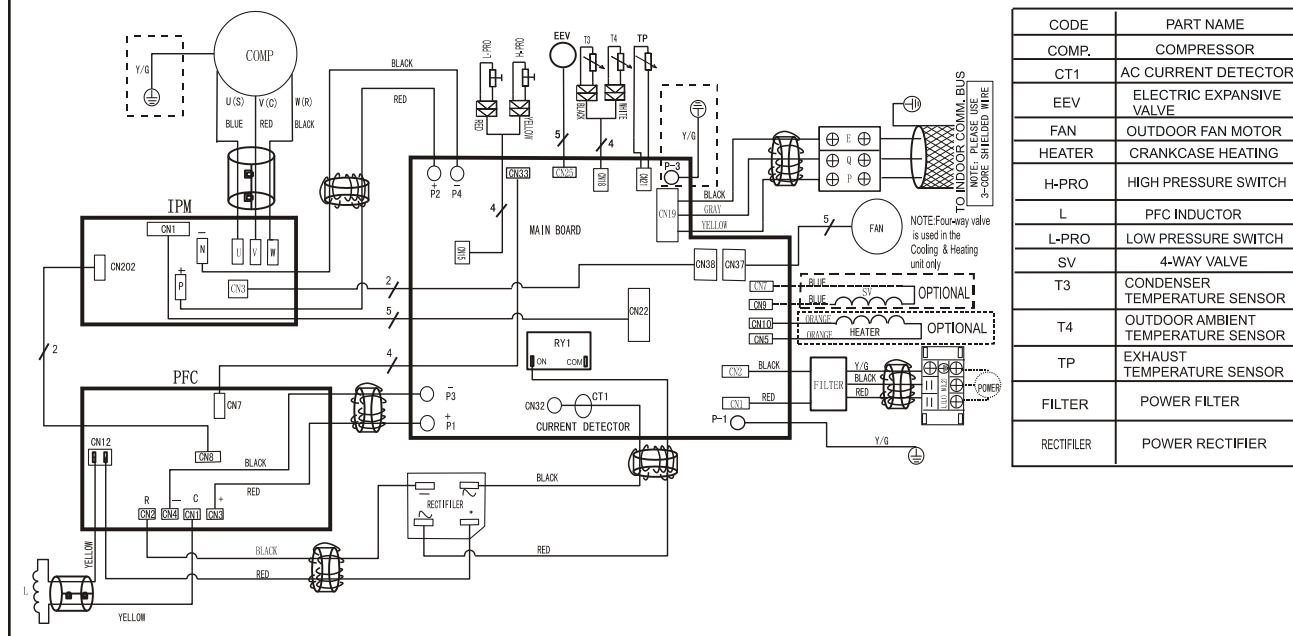 COMP
Y/G
U(S)
V(C)
W(R)
BLUE
RED
BLACK
BLACK
RED
L-PRO
H-PRO
RED
BLACK
YELLOW
WHITE
EEV
T3
T4
TP
5
4
4
Y/G
P-3
E
Q
P
TO INDOOR COMM. BUS
NOTE: PLEASE USE
3-CORE SHIELDED WIRE
BLACK
GRAY
YELLOW
CN19
CN33
CN25
CN18
CN21
CN15
+
P2
-
P4
MAIN BOARD
IPM
CN1
CN202
N
U
V
W
P
CN3
2
5
4
2
CN38
CN37
5
FAN
NOTE:Four-way valve
is used in the
Cooling & Heating
unit only
CN22
CN7
BLUE
SV
OPTIONAL
CN9
BLUE
CN10
ORANGE
HEATER
OPTIONAL
CN5
ORANGE
RY1
ON
COM
CN2
BLACK
CN1
RED
FILTER
Y/G
BLACK
RED
POWER
P-1
Y/G
CN32
CT1
CURRENT DETECTOR
-
P3
+
P1
PFC
CN7
CN12
CN8
BLACK
RED
R
-
C
+
CN2
CN4
CN1
CN3
RECTIFILER
BLACK
RED
BLACK
RED
YELLOW
YELLOW
L
CODE PART NAME
COMP. COMPRESSOR
CT1 AC CURRENT DETECTOR
EEV ELECTRIC EXPANSIVE
VALVE
FAN OUTDOOR FAN MOTOR
HEATER CRANKCASE HEATING
H-PRO HIGH PRESSURE SWITCH
L PFC INDUCTOR
L-PRO LOW PRESSURE SWITCH
SV 4-WAY VALVE
T3 CONDENSER
TEMPERATURE SENSOR
T4 OUTDOOR AMBIENT
TEMPERATURE SENSOR
TP EXHAUST
TEMPERATURE SENSOR
FILTER POWER FILTER
RECTIFILER POWER RECTIFIER